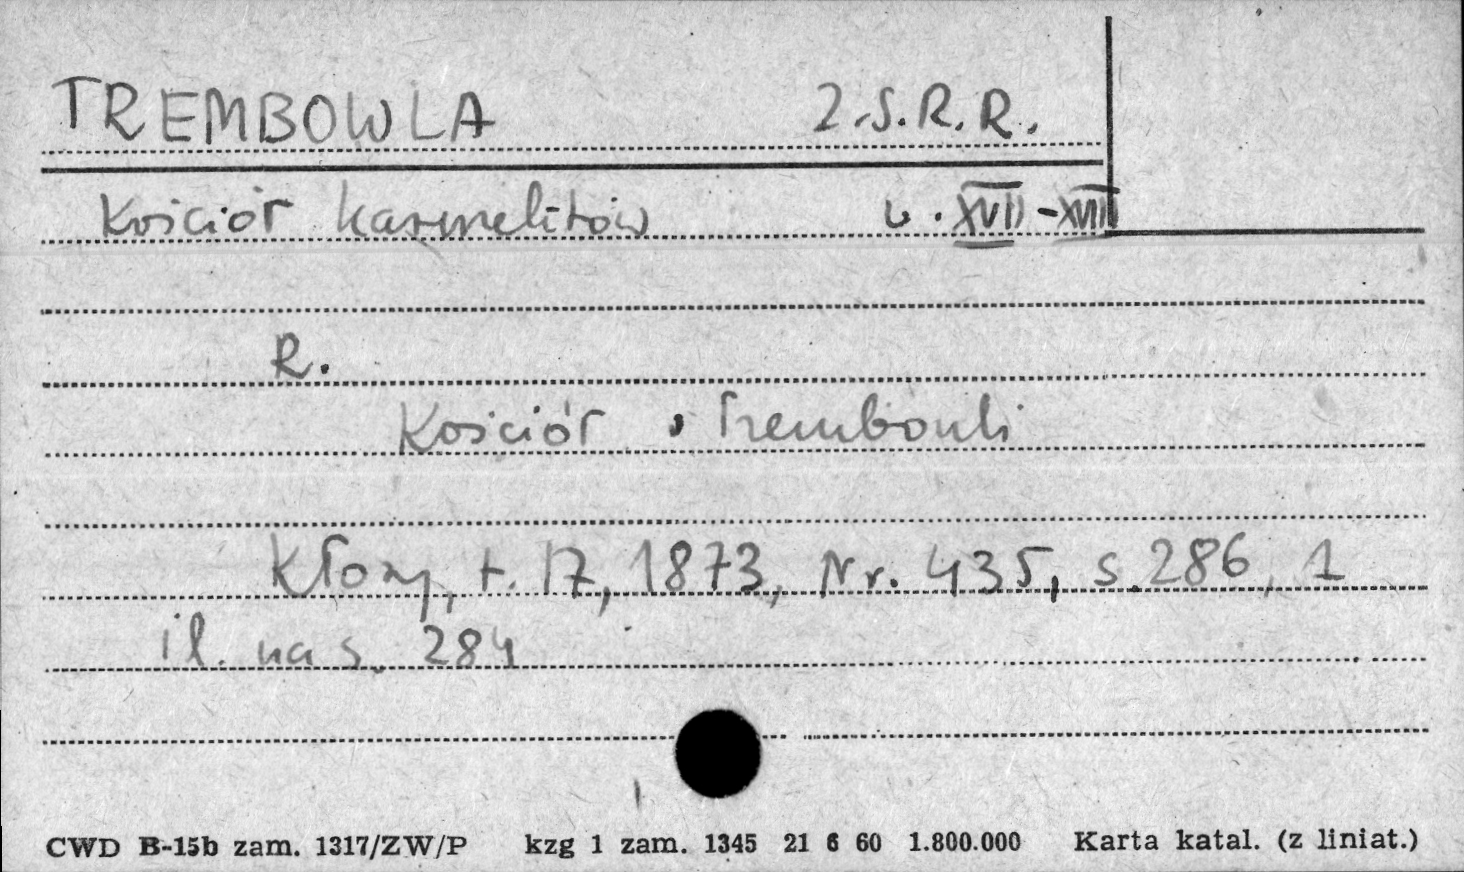 TREMBOWLA Z.S.R.R.
Kościół karmelitów w. XVII-XVIII
R.
Kościół w Trembowli
Kłosy, t. 17, 1873, Nr. 435, s. 286, 1
il. na s. 284
CWD B-15b zam. 1317/ZW/P kzg 1 zam. 1345 21 6 60 1.800.000 Karta katal. (z liniat.)